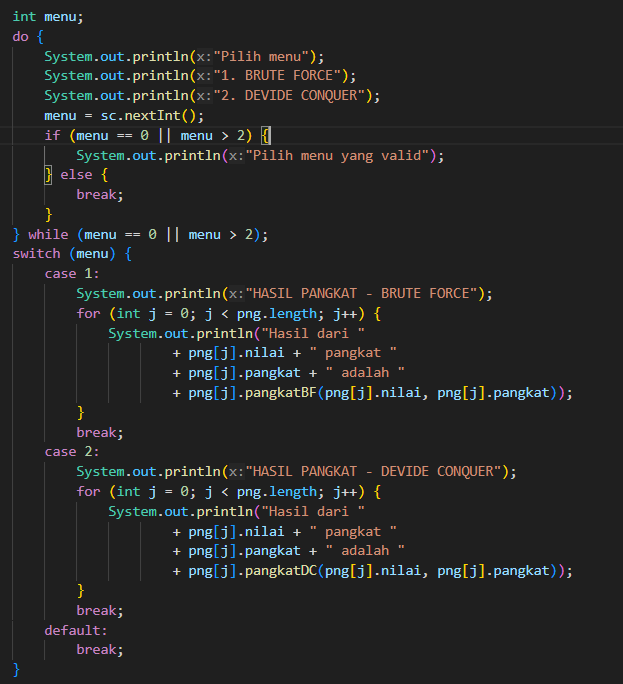 int menu;
do {
    System.out.println(x:"Pilih menu");
    System.out.println(x:"1. BRUTE FORCE");
    System.out.println(x:"2. DEVIDE CONQUER");
    menu = sc.nextInt();
    if (menu == 0 || menu > 2) {
        System.out.println(x:"Pilih menu yang valid");
    } else {
        break;
    }
} while (menu == 0 || menu > 2);
switch (menu) {
    case 1:
        System.out.println(x:"HASIL PANGKAT - BRUTE FORCE");
        for (int j = 0; j < png.length; j++) {
            System.out.println("Hasil dari "
                    + png[j].nilai + " pangkat "
                    + png[j].pangkat + " adalah "
                    + png[j].pangkatBF(png[j].nilai, png[j].pangkat));
        }
        break;
    case 2:
        System.out.println(x:"HASIL PANGKAT - DEVIDE CONQUER");
        for (int j = 0; j < png.length; j++) {
            System.out.println("Hasil dari "
                    + png[j].nilai + " pangkat "
                    + png[j].pangkat + " adalah "
                    + png[j].pangkatDC(png[j].nilai, png[j].pangkat));
        }
        break;
    default:
        break;
}